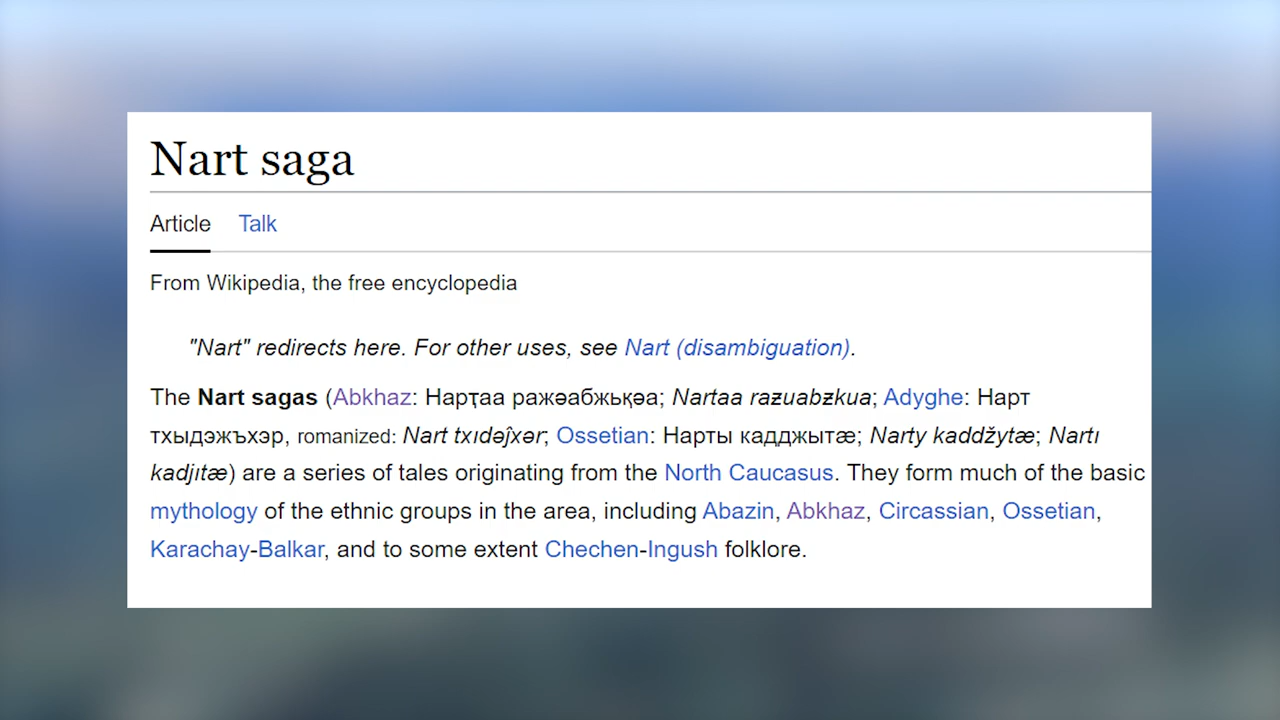 Nart saga
Article Talk
From Wikipedia, the free encyclopedia
"Nart" redirects here. For other uses, see Nart (disambiguation).
The Nart sagas (Abkhaz: Нарҭаа ражәабжьқәа; Nartaa raƶuabƶkua; Adyghe: Нарт
тхыдэжъхэр, romanized: Nart txıdəĵxər; Ossetian: Нарты кадджытӕ; Narty kaddžytæ; Nartı
kadjıtæ) are a series of tales originating from the North Caucasus. They form much of the basic
mythology of the ethnic groups in the area, including Abazin, Abkhaz, Circassian, Ossetian,
Karachay-Balkar, and to some extent Chechen-Ingush folklore.